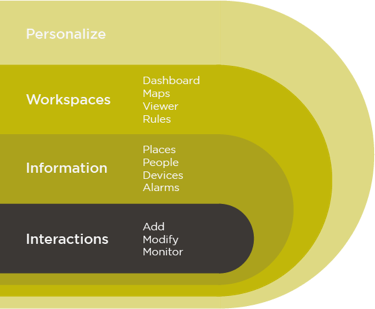 Personalize
Workspaces
Dashboard
Maps
Viewer
Rules
Information
Places
People
Devices
Alarms
Interactions
Add
Modify
Monitor